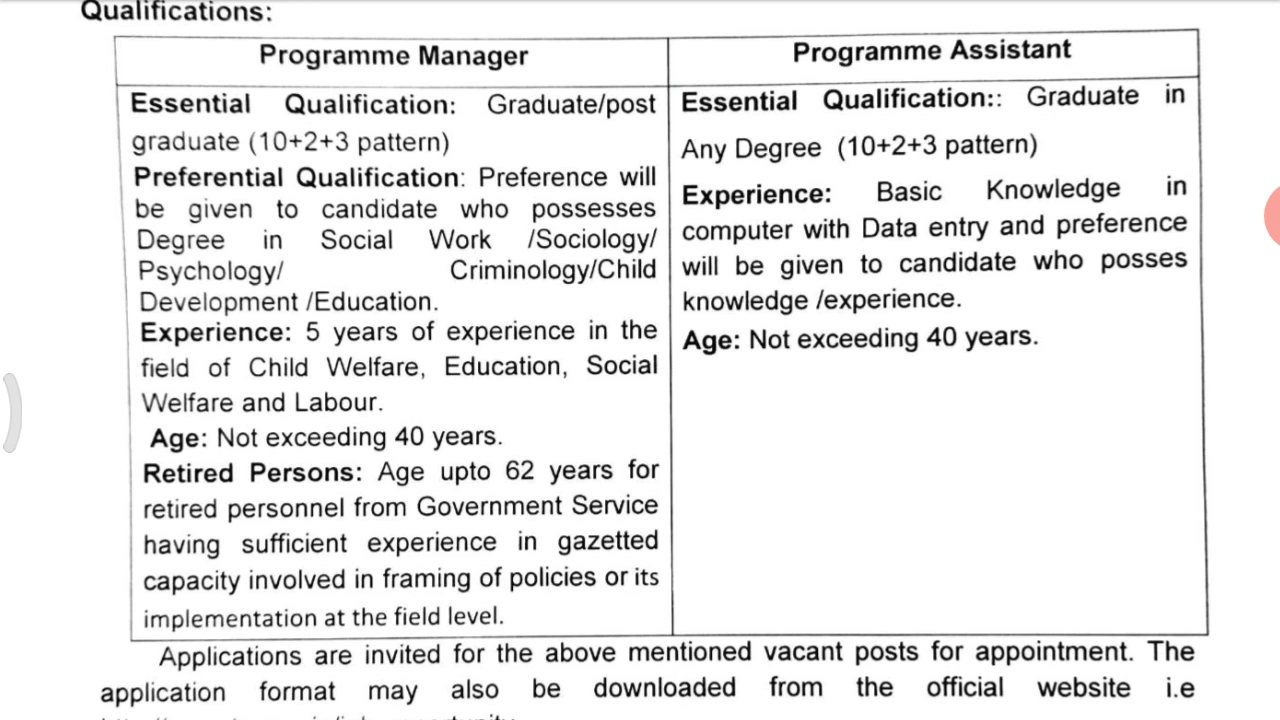 Qualifications:
Programme Manager
Essential Qualification: Graduate/post
graduate (10+2+3 pattern)
Preferential Qualification: Preference will
be given to candidate who possesses
Degree in Social Work /Sociology/
Psychology/ Criminology/Child
Development /Education.
Experience: 5 years of experience in the
field of Child Welfare, Education, Social
Welfare and Labour.
Age: Not exceeding 40 years.
Retired Persons: Age upto 62 years for
retired personnel from Government Service
having sufficient experience in gazetted
capacity involved in framing of policies or its
implementation at the field level.
Programme Assistant
Essential Qualification:: Graduate in
Any Degree (10+2+3 pattern)
Experience: Basic Knowledge in
computer with Data entry and preference
will be given to candidate who posses
knowledge /experience.
Age: Not exceeding 40 years.
Applications are invited for the above mentioned vacant posts for appointment. The
application format may also be downloaded from the official website i.e